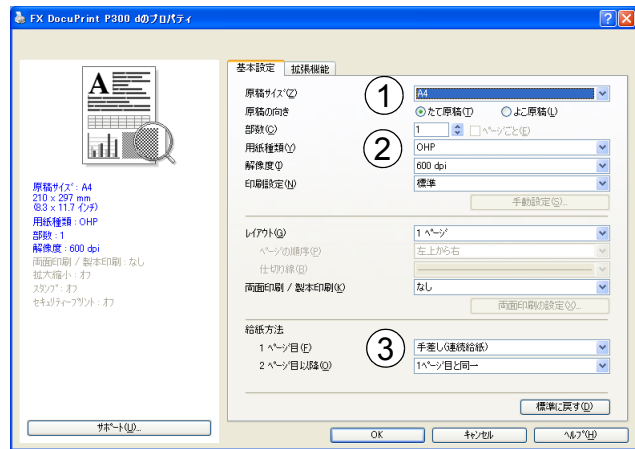 FX DocuPrint P300 dのプロパティ
基本設定 拡張機能
原稿サイズ(Z) ① A4
原稿の向き たて原稿(T) よこ原稿(L)
部数(C) 1 ページごと(E)
用紙種類(Y) ② OHP
解像度(I) 600 dpi
印刷設定(N) 標準
手動設定(S)...
レイアウト(G) 1 ページ
ページの順序(P) 左上から右
仕切り線(B)
両面印刷 / 製本印刷(K) なし
両面印刷の設定(X)...
給紙方法
1 ページ目(F) ③ 手差し(連続給紙)
2 ページ目以降(O) 1ページ目と同一
標準に戻す(D)
A
原稿サイズ : A4
210 x 297 mm
(8.3 x 11.7 インチ)
用紙種類 : OHP
部数 : 1
解像度 : 600 dpi
両面印刷 / 製本印刷 : なし
拡大縮小 : オフ
スタンプ : オフ
セキュリティープリント : オフ
サポート(U)...
OK キャンセル ヘルプ(H)